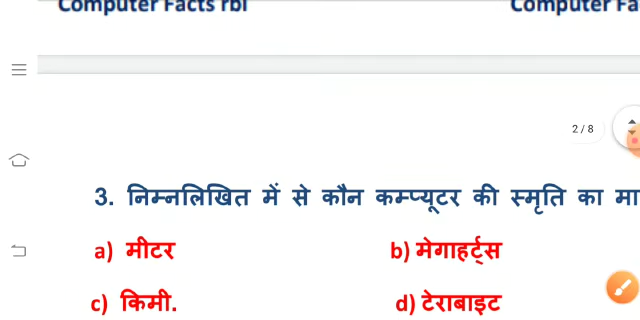 Computer Facts rbi Computer Fa
2 / 8
3. निम्नलिखित में से कौन कम्प्यूटर की स्मृति का मा
a) मीटर b) मेगाहर्ट्स
c) किमी. d) टेराबाइट